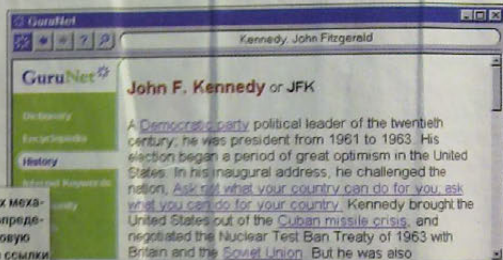 GuruNet
Kennedy, John Fitzgerald
GuruNet
John F. Kennedy or JFK
Dictionary
Encyclopedia
History
Internet Keywords
A Democratic party political leader of the twentieth
century; he was president from 1961 to 1963. His
election began a period of great optimism in the United
States. In his inaugural address, he challenged the
nation, Ask not what your country can do for you, ask
what you can do for your country. Kennedy brought the
United States out of the Cuban missile crisis, and
negotiated the Nuclear Test Ban Treaty of 1963 with
Britain and the Soviet Union. But he was also
х меха-
апреде-
овую
ссылки